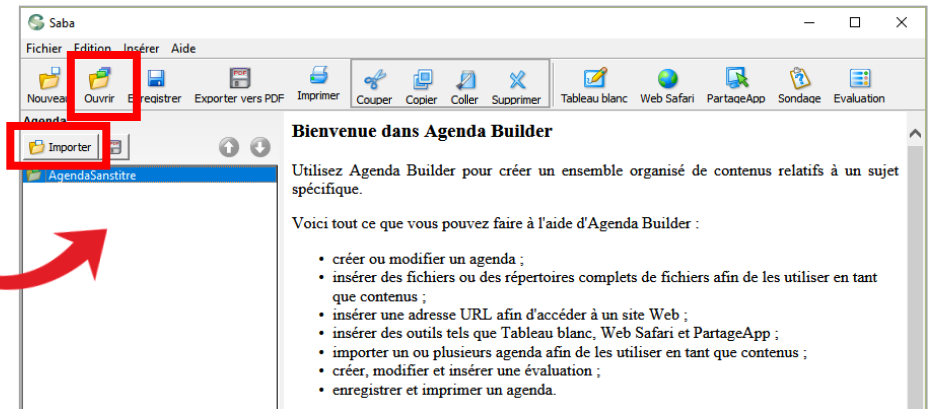 Saba
Fichier Edition Insérer Aide
Nouveau Ouvrir Enregistrer Exporter vers PDF Imprimer Couper Copier Coller Supprimer Tableau blanc Web Safari PartageApp Sondage Evaluation
Agenda
Importer
AgendaSanstitre
Bienvenue dans Agenda Builder
Utilisez Agenda Builder pour créer un ensemble organisé de contenus relatifs à un sujet
spécifique.
Voici tout ce que vous pouvez faire à l'aide d'Agenda Builder :
• créer ou modifier un agenda ;
• insérer des fichiers ou des répertoires complets de fichiers afin de les utiliser en tant
que contenus ;
• insérer une adresse URL afin d'accéder à un site Web ;
• insérer des outils tels que Tableau blanc, Web Safari et PartageApp ;
• importer un ou plusieurs agenda afin de les utiliser en tant que contenus ;
• créer, modifier et insérer une évaluation ;
• enregistrer et imprimer un agenda.